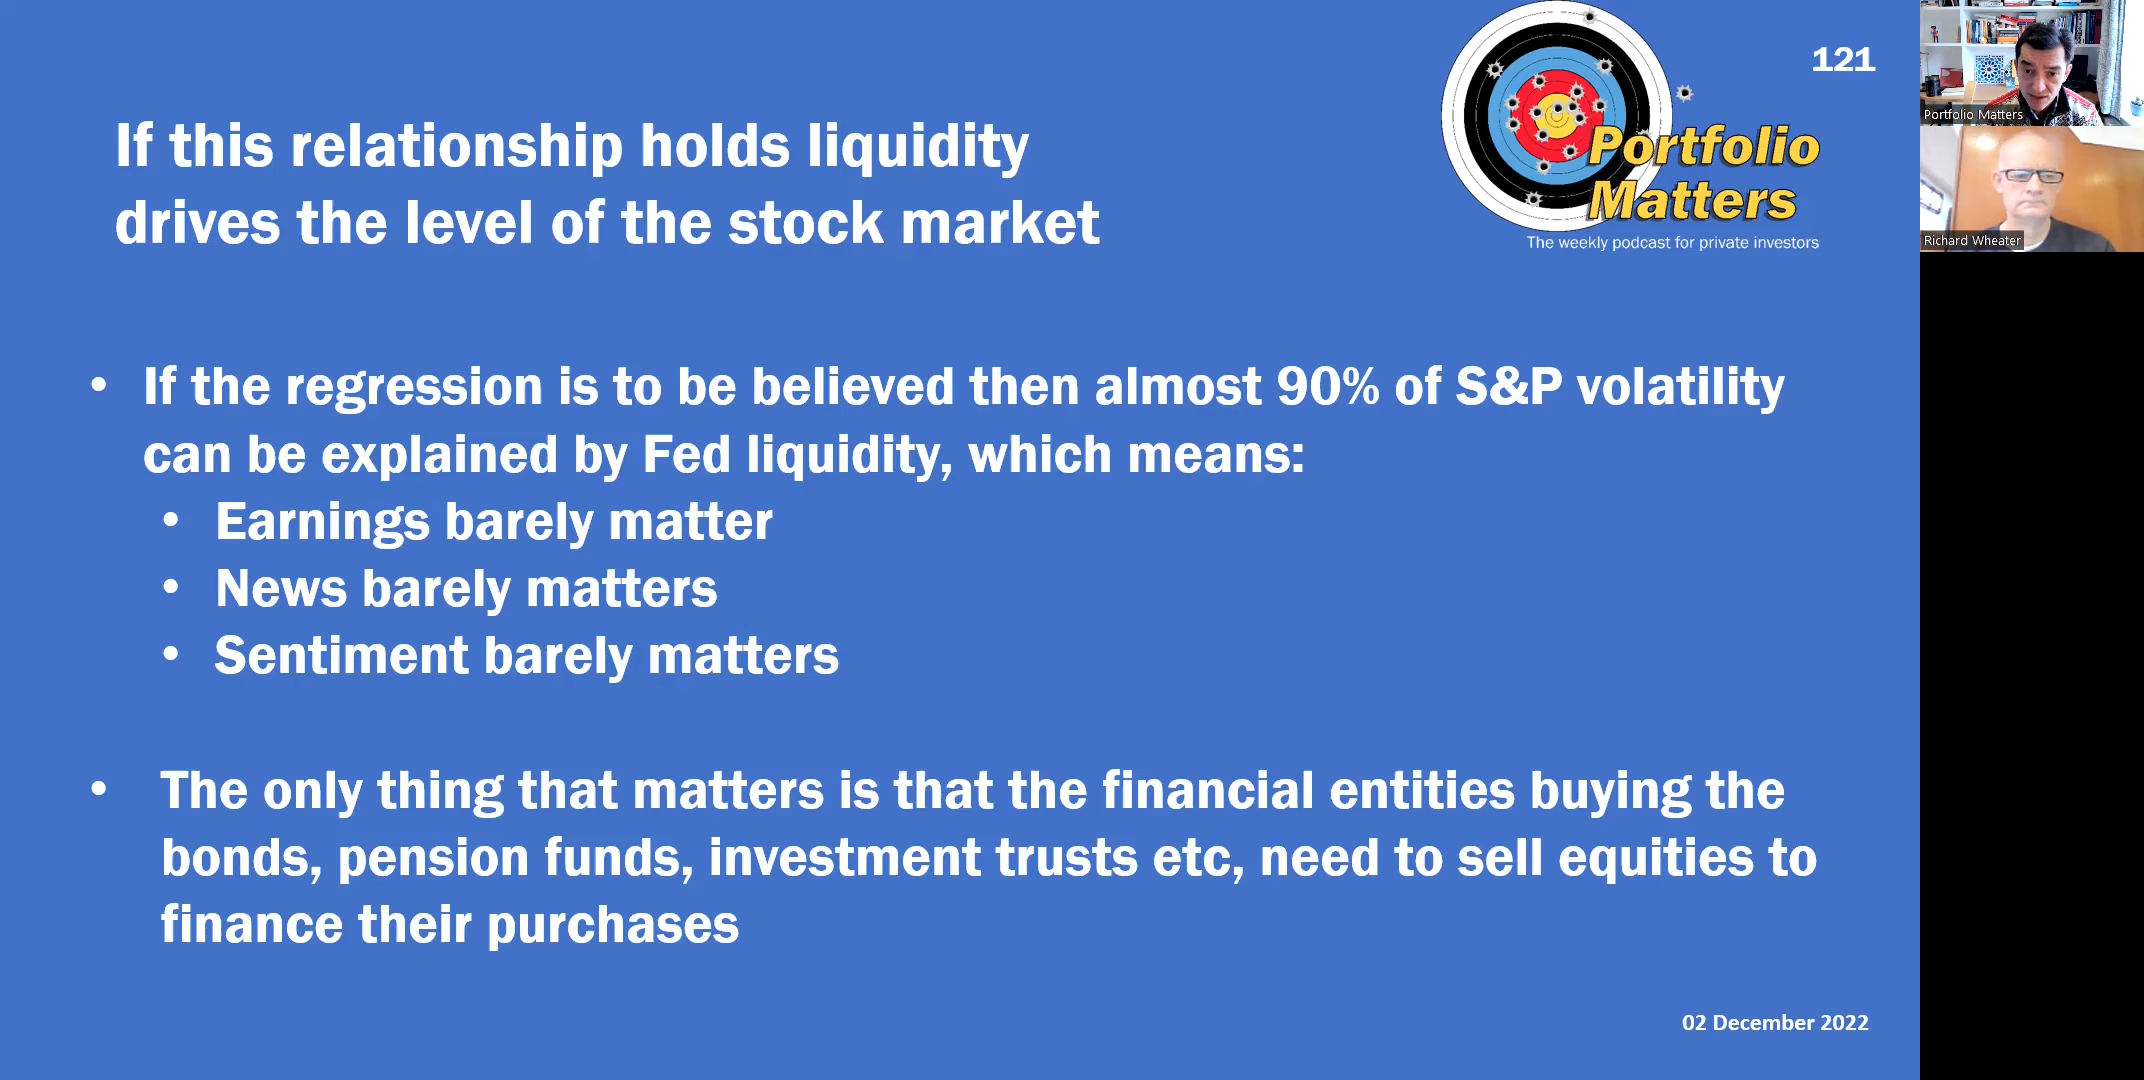 121
Portfolio
Matters
The weekly podcast for private investors
If this relationship holds liquidity
drives the level of the stock market
• If the regression is to be believed then almost 90% of S&P volatility
can be explained by Fed liquidity, which means:
• Earnings barely matter
• News barely matters
• Sentiment barely matters
• The only thing that matters is that the financial entities buying the
bonds, pension funds, investment trusts etc, need to sell equities to
finance their purchases
02 December 2022
Portfolio Matters
Richard Wheater